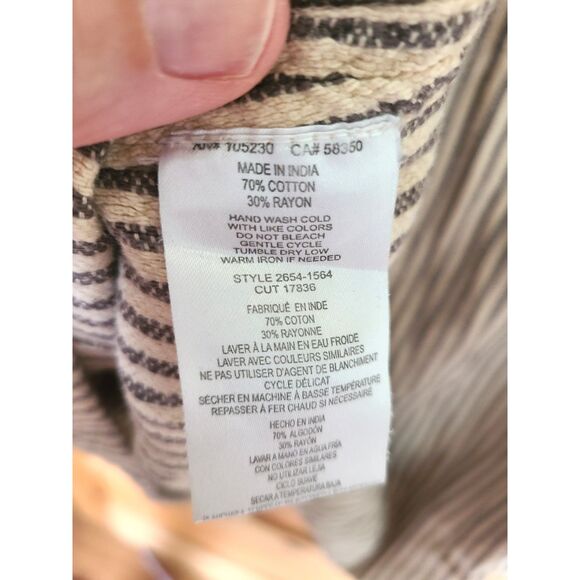 RN# 105230 CA# 58350
MADE IN INDIA
70% COTTON
30% RAYON
HAND WASH COLD
WITH LIKE COLORS
DO NOT BLEACH
GENTLE CYCLE
TUMBLE DRY LOW
WARM IRON IF NEEDED
STYLE 2654-1564
CUT 17836
FABRIQUÉ EN INDE
70% COTON
30% RAYONNE
LAVER À LA MAIN EN EAU FROIDE
LAVER AVEC COULEURS SIMILAIRES
NE PAS UTILISER D'AGENT DE BLANCHIMENT
CYCLE DÉLICAT
SÉCHER EN MACHINE À BASSE TEMPÉRATURE
REPASSER À FER CHAUD SI NÉCESSAIRE
HECHO EN INDIA
70% ALGODÓN
30% RAYÓN
LAVAR A MANO EN AGUA FRIA
CON COLORES SIMILARES
NO UTILIZAR LEJIA
CICLO SUAVE
SECAR A TEMPERATURA BAJA